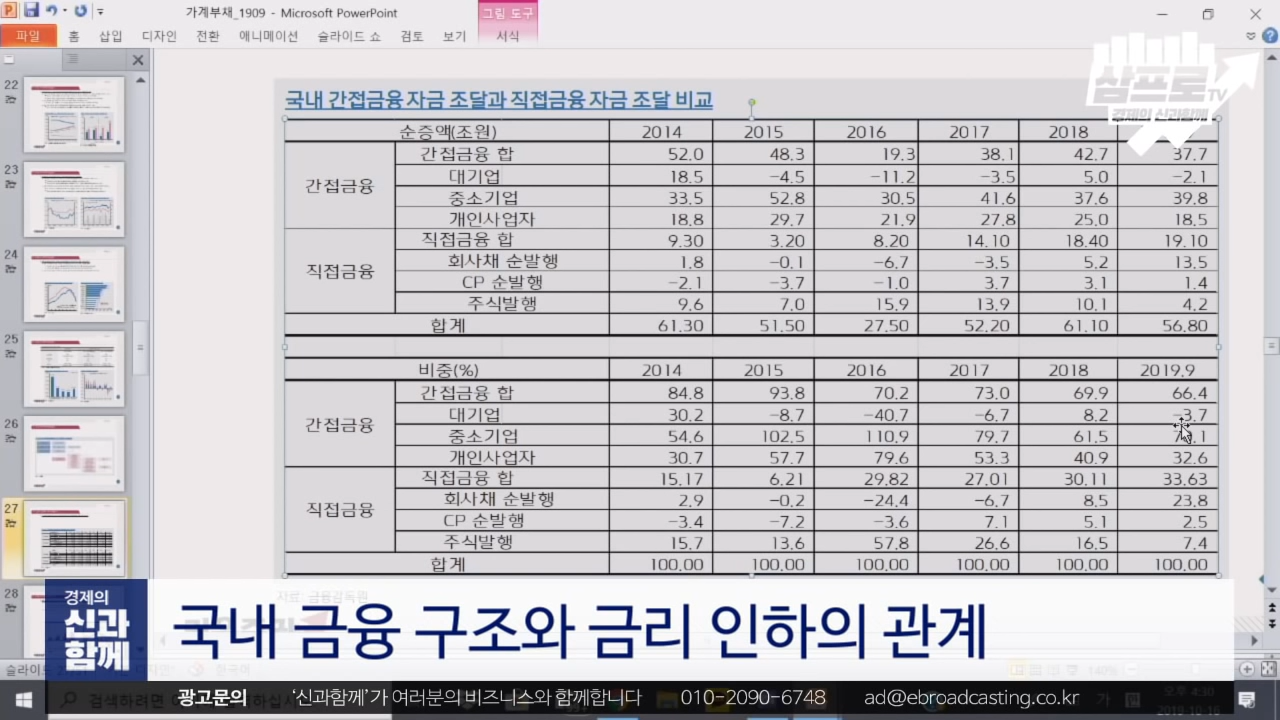 가계부채_1909 - Microsoft PowerPoint
그림 도구
파일 홈 삽입 디자인 전환 애니메이션 슬라이드 쇼 검토 보기 서식
삼프로TV
경제의 신과함께
22
23
24
25
26
27
28
국내 간접금융 자금 조달과 직접금융 자금 조달 비교
순증액(조원) 2014 2015 2016 2017 2018
간접금융
간접금융 합 52.0 48.3 19.3 38.1 42.7 37.7
대기업 18.5 -4.5 -11.2 -3.5 5.0 -2.1
중소기업 33.5 52.8 30.5 41.6 37.6 39.8
개인사업자 18.8 29.7 21.9 27.8 25.0 18.5
직접금융
직접금융 합 9.30 3.20 8.20 14.10 18.40 19.10
회사채 순발행 1.8 -0.1 -6.7 -3.5 5.2 13.5
CP 순발행 -2.1 -3.7 -1.0 3.7 3.1 1.4
주식발행 9.6 7.0 15.9 13.9 10.1 4.2
합계 61.30 51.50 27.50 52.20 61.10 56.80
비중(%) 2014 2015 2016 2017 2018 2019.9
간접금융
간접금융 합 84.8 93.8 70.2 73.0 69.9 66.4
대기업 30.2 -8.7 -40.7 -6.7 8.2 -3.7
중소기업 54.6 102.5 110.9 79.7 61.5
개인사업자 30.7 57.7 79.6 53.3 40.9 32.6
직접금융
직접금융 합 15.17 6.21 29.82 27.01 30.11 33.63
회사채 순발행 2.9 -0.2 -24.4 -6.7 8.5 23.8
CP 순발행 -3.4 -7.2 -3.6 7.1 5.1 2.5
주식발행 15.7 13.6 57.8 26.6 16.5 7.4
합계 100.00 100.00 100.00 100.00 100.00 100.00
자료 금융감독원
경제의
신과
함께
국내 금융 구조와 금리 인하의 관계
광고문의 '신과함께'가 여러분의 비즈니스와 함께합니다 010-2090-6748 ad@ebroadcasting.co.kr